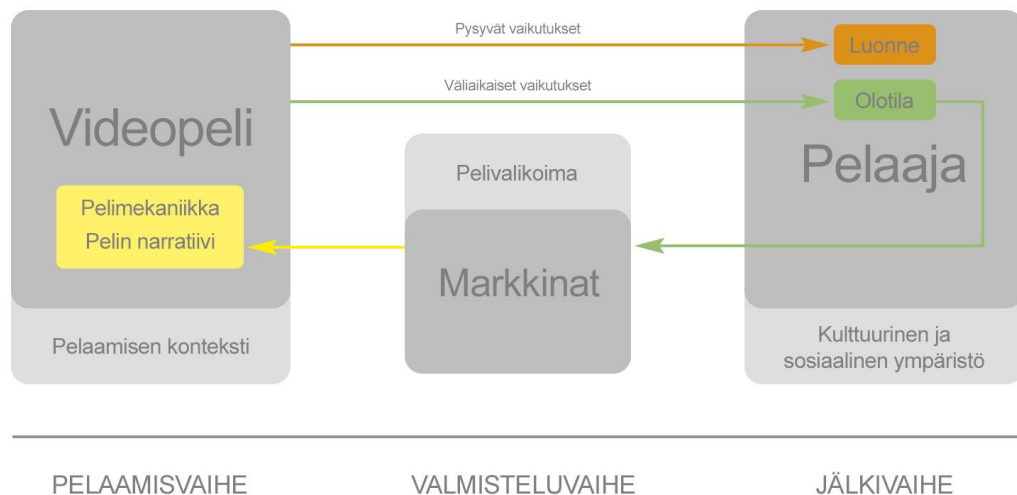 Pysyvät vaikutukset
Luonne
Väliaikaiset vaikutukset
Olotila
Videopeli
Pelaaja
Pelivalikoima
Pelimekaniikka
Pelin narratiivi
Markkinat
Pelaamisen konteksti
Kulttuurinen ja
sosiaalinen ympäristö
PELAAMISVAIHE
VALMISTELUVAIHE
JÄLKIVAIHE